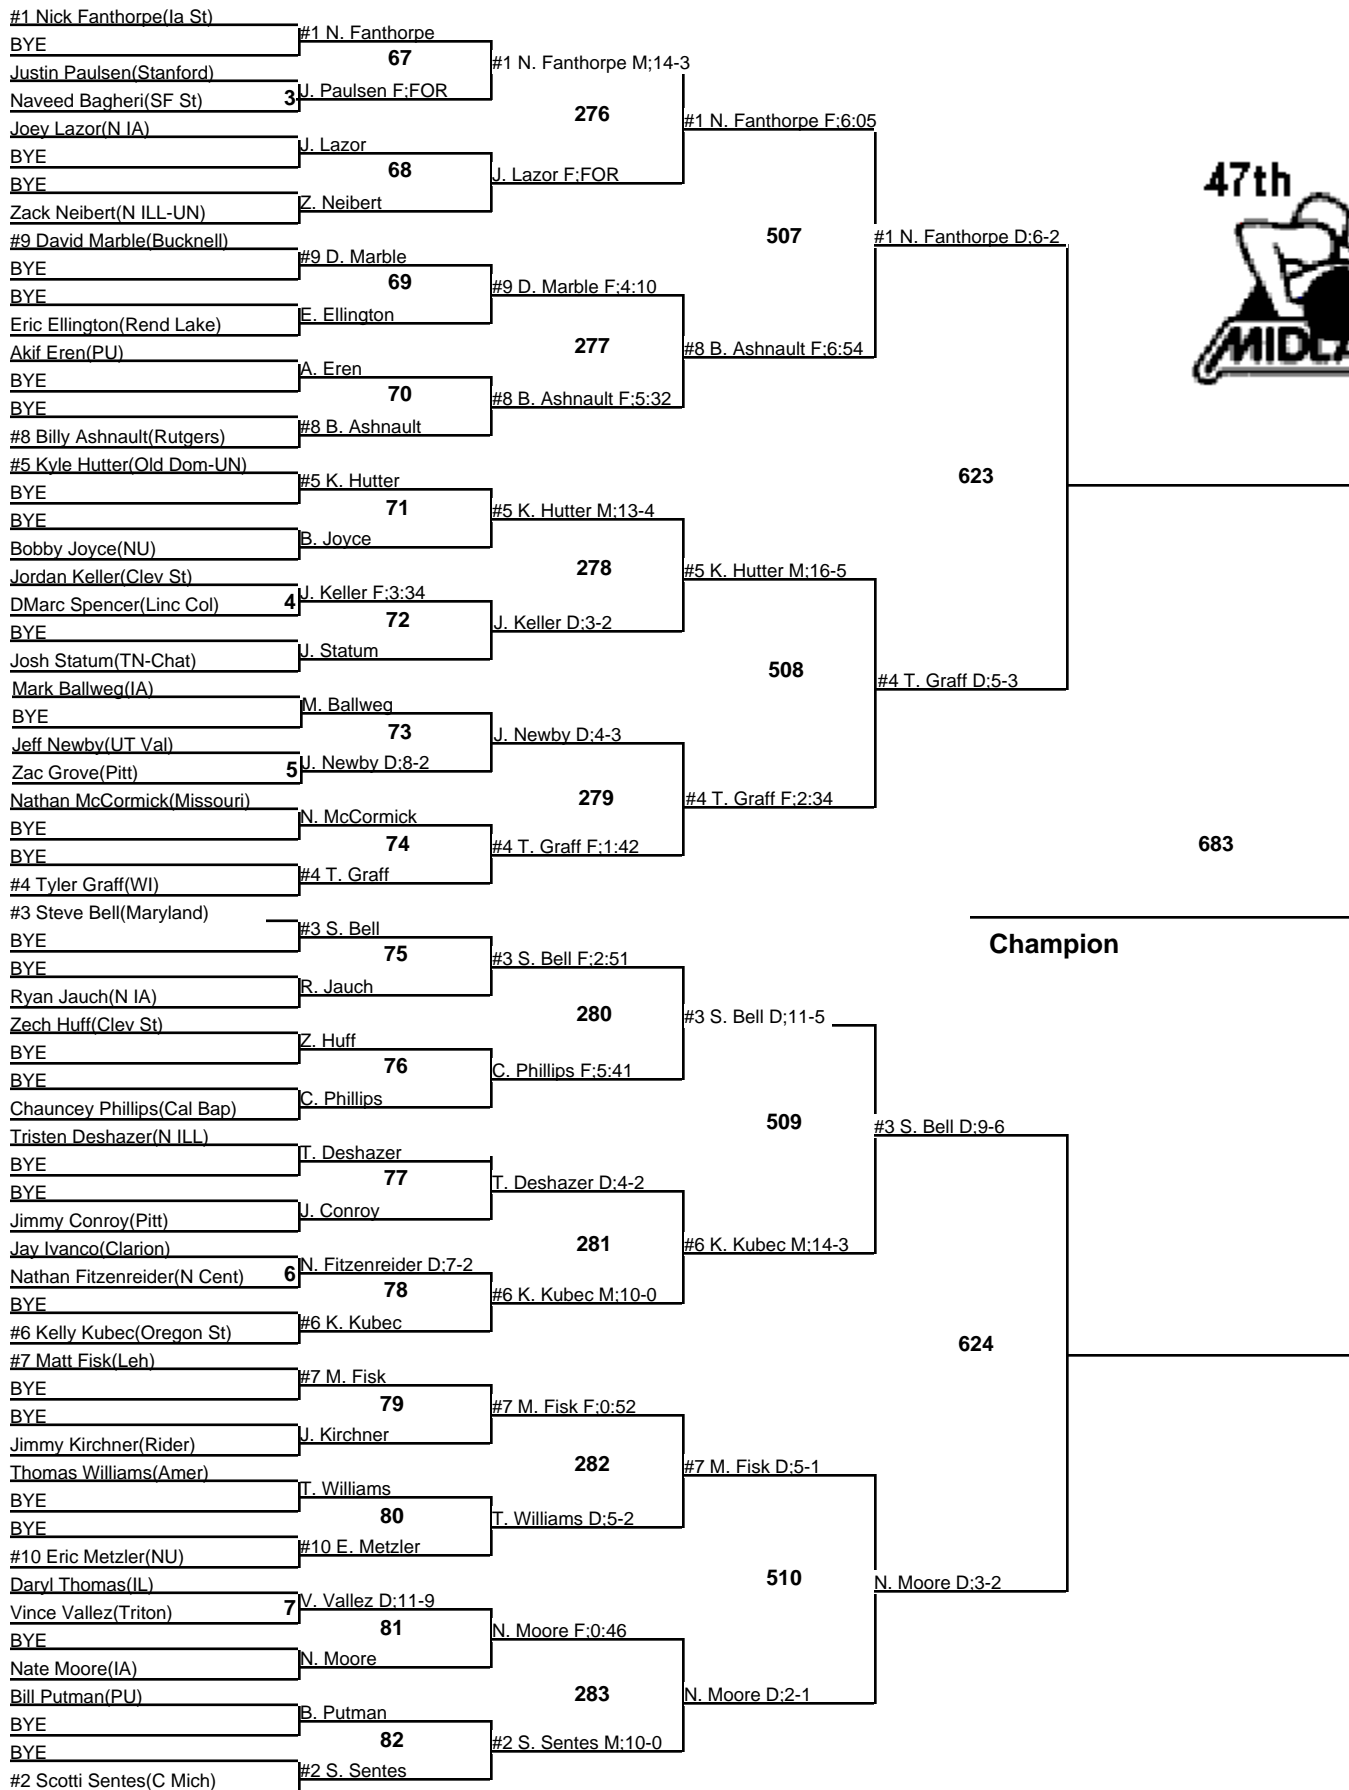 #1 Nick Fanthorpe(Ia St)
BYE
Justin Paulsen(Stanford)
Naveed Bagheri(SF St)
3
Joey Lazor(N IA)
BYE
BYE
Zack Neibert(N ILL-UN)
#9 David Marble(Bucknell)
BYE
BYE
Eric Ellington(Rend Lake)
Akif Eren(PU)
BYE
BYE
#8 Billy Ashnault(Rutgers)
#5 Kyle Hutter(Old Dom-UN)
BYE
BYE
Bobby Joyce(NU)
Jordan Keller(Clev St)
DMarc Spencer(Linc Col)
4
BYE
Josh Statum(TN-Chat)
Mark Ballweg(IA)
BYE
Jeff Newby(UT Val)
Zac Grove(Pitt)
5
Nathan McCormick(Missouri)
BYE
BYE
#4 Tyler Graff(WI)
#3 Steve Bell(Maryland)
BYE
BYE
Ryan Jauch(N IA)
Zech Huff(Clev St)
BYE
BYE
Chauncey Phillips(Cal Bap)
Tristen Deshazer(N ILL)
BYE
BYE
Jimmy Conroy(Pitt)
Jay Ivanco(Clarion)
Nathan Fitzenreider(N Cent)
6
BYE
#6 Kelly Kubec(Oregon St)
#7 Matt Fisk(Leh)
BYE
BYE
Jimmy Kirchner(Rider)
Thomas Williams(Amer)
BYE
BYE
#10 Eric Metzler(NU)
Daryl Thomas(IL)
Vince Vallez(Triton)
7
BYE
Nate Moore(IA)
Bill Putman(PU)
BYE
BYE
#2 Scotti Sentes(C Mich)
#1 N. Fanthorpe
67
J. Paulsen F;FOR
J. Lazor
68
Z. Neibert
#9 D. Marble
69
E. Ellington
A. Eren
70
#8 B. Ashnault
#5 K. Hutter
71
B. Joyce
J. Keller F;3:34
72
J. Statum
M. Ballweg
73
J. Newby D;8-2
N. McCormick
74
#4 T. Graff
#3 S. Bell
75
R. Jauch
Z. Huff
76
C. Phillips
T. Deshazer
77
J. Conroy
N. Fitzenreider D;7-2
78
#6 K. Kubec
#7 M. Fisk
79
J. Kirchner
T. Williams
80
#10 E. Metzler
V. Vallez D;11-9
81
N. Moore
B. Putman
82
#2 S. Sentes
#1 N. Fanthorpe M;14-3
276
J. Lazor F;FOR
#9 D. Marble F;4:10
277
#8 B. Ashnault F;5:32
#5 K. Hutter M;13-4
278
J. Keller D;3-2
J. Newby D;4-3
279
#4 T. Graff F;1:42
#3 S. Bell F;2:51
280
C. Phillips F;5:41
T. Deshazer D;4-2
281
#6 K. Kubec M;10-0
#7 M. Fisk F;0:52
282
T. Williams D;5-2
N. Moore F;0:46
283
#2 S. Sentes M;10-0
#1 N. Fanthorpe F;6:05
507
#8 B. Ashnault F;6:54
#5 K. Hutter M;16-5
508
#4 T. Graff F;2:34
#3 S. Bell D;11-5
509
#6 K. Kubec M;14-3
#7 M. Fisk D;5-1
510
N. Moore D;2-1
#1 N. Fanthorpe D;6-2
623
#4 T. Graff D;5-3
#3 S. Bell D;9-6
624
N. Moore D;3-2
47th
683
Champion